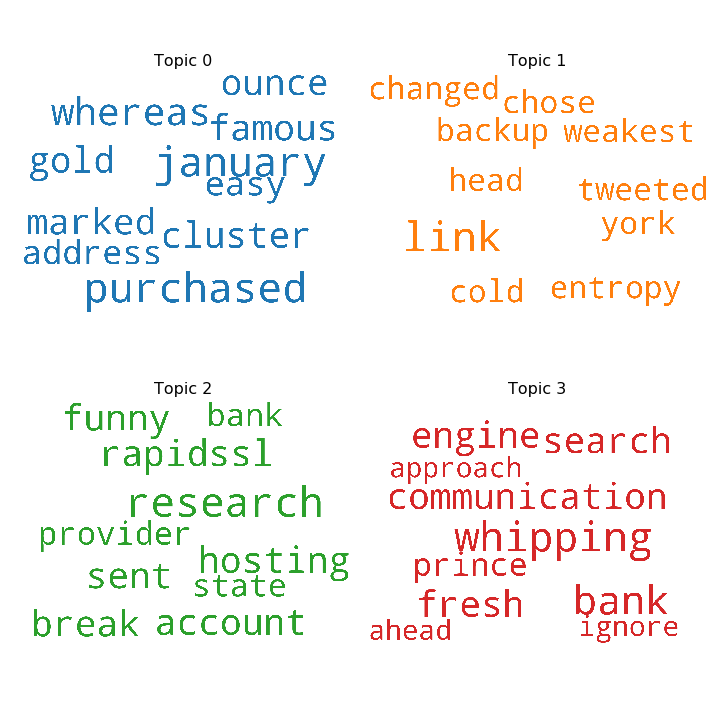 Topic 0
ounce
whereas
famous
gold
january
easy
marked
cluster
address
purchased
Topic 1
changed
chose
backup
weakest
head
tweeted
york
link
cold
entropy
Topic 2
funny
bank
rapidssl
research
provider
hosting
sent
state
break
account
Topic 3
engine
search
approach
communication
whipping
prince
fresh
bank
ahead
ignore